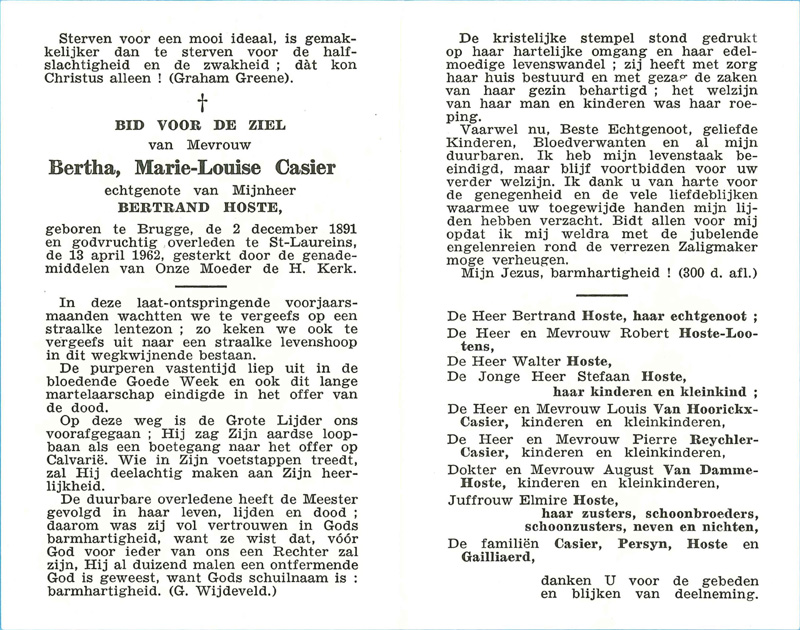 Sterven voor een mooi ideaal, is gemak-
kelijker dan te sterven voor de half-
slachtigheid en de zwakheid ; dàt kon
Christus alleen ! (Graham Greene).
†
BID VOOR DE ZIEL
van Mevrouw
Bertha, Marie-Louise Casier
echtgenote van Mijnheer
BERTRAND HOSTE,
geboren te Brugge, de 2 december 1891
en godvruchtig overleden te St-Laureins,
de 13 april 1962, gesterkt door de genade-
middelen van Onze Moeder de H. Kerk.
In deze laat-ontspringende voorjaars-
maanden wachtten we te vergeefs op een
straalke lentezon ; zo keken we ook te
vergeefs uit naar een straalke levenshoop
in dit wegkwijnende bestaan.
De purperen vastentijd liep uit in de
bloedende Goede Week en ook dit lange
martelaarschap eindigde in het offer van
de dood.
Op deze weg is de Grote Lijder ons
voorafgegaan ; Hij zag Zijn aardse loop-
baan als een boetegang naar het offer op
Calvarië. Wie in Zijn voetstappen treedt,
zal Hij deelachtig maken aan Zijn heer-
lijkheid.
De duurbare overledene heeft de Meester
gevolgd in haar leven, lijden en dood ;
daarom was zij vol vertrouwen in Gods
barmhartigheid, want ze wist dat, vóór
God voor ieder van ons een Rechter zal
zijn, Hij al duizend malen een ontfermende
God is geweest, want Gods schuilnaam is :
barmhartigheid. (G. Wijdeveld.)
De kristelijke stempel stond gedrukt
op haar hartelijke omgang en haar edel-
moedige levenswandel ; zij heeft met zorg
haar huis bestuurd en met gezag de zaken
van haar gezin behartigd ; het welzijn
van haar man en kinderen was haar roe-
ping.
Vaarwel nu, Beste Echtgenoot, geliefde
Kinderen, Bloedverwanten en al mijn
duurbaren. Ik heb mijn levenstaak be-
eindigd, maar blijf voortbidden voor uw
verder welzijn. Ik dank u van harte voor
de genegenheid en de vele liefdeblijken
waarmee uw toegewijde handen mijn lij-
den hebben verzacht. Bidt allen voor mij
opdat ik mij weldra met de jubelende
engelenreien rond de verrezen Zaligmaker
moge verheugen.
Mijn Jezus, barmhartigheid ! (300 d. afl.)
De Heer Bertrand Hoste, haar echtgenoot ;
De Heer en Mevrouw Robert Hoste-Loo-
tens,
De Heer Walter Hoste,
De Jonge Heer Stefaan Hoste,
haar kinderen en kleinkind ;
De Heer en Mevrouw Louis Van Hoorickx-
Casier, kinderen en kleinkinderen,
De Heer en Mevrouw Pierre Reychler-
Casier, kinderen en kleinkinderen,
Dokter en Mevrouw August Van Damme-
Hoste, kinderen en kleinkinderen,
Juffrouw Elmire Hoste,
haar zusters, schoonbroeders,
schoonzusters, neven en nichten,
De familiën Casier, Persyn, Hoste en
Gailliaerd,
danken U voor de gebeden
en blijken van deelneming.